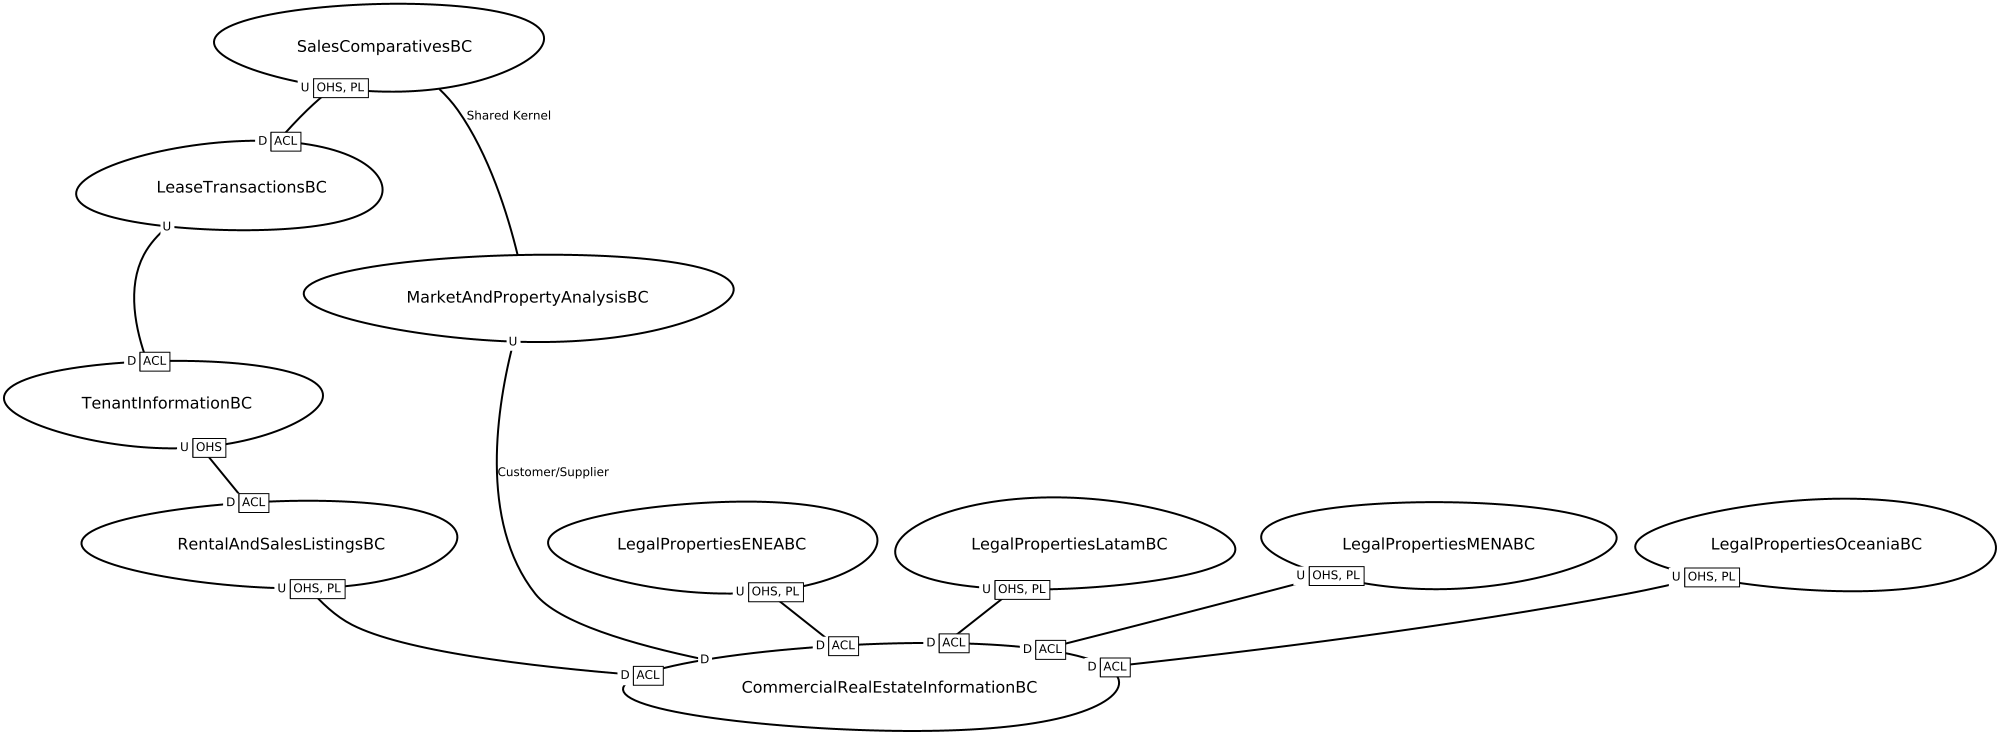 SalesComparativesBC
U OHS, PL
Shared Kernel
D ACL
LeaseTransactionsBC
U
MarketAndPropertyAnalysisBC
U
D ACL
TenantInformationBC
U OHS
Customer/Supplier
D ACL
RentalAndSalesListingsBC
U OHS, PL
LegalPropertiesENEABC
U OHS, PL
LegalPropertiesLatamBC
U OHS, PL
LegalPropertiesMENABC
U OHS, PL
LegalPropertiesOceaniaBC
U OHS, PL
D ACL
D
D ACL
D ACL
D ACL
D ACL
CommercialRealEstateInformationBC